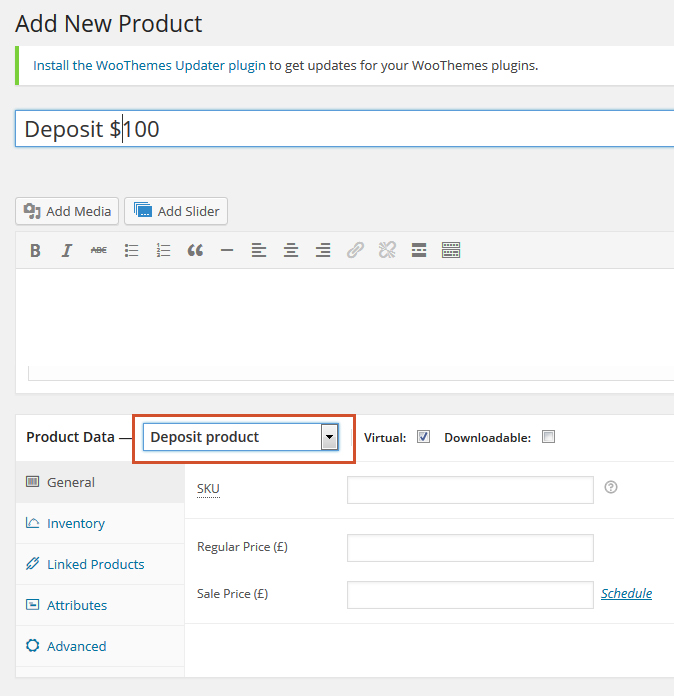 Add New Product
Install the WooThemes Updater plugin to get updates for your WooThemes plugins.
Deposit $100
Add Media Add Slider
B I ABC
Product Data — Deposit product Virtual: Downloadable:
General
SKU
Inventory
Regular Price (£)
Linked Products
Sale Price (£) Schedule
Attributes
Advanced